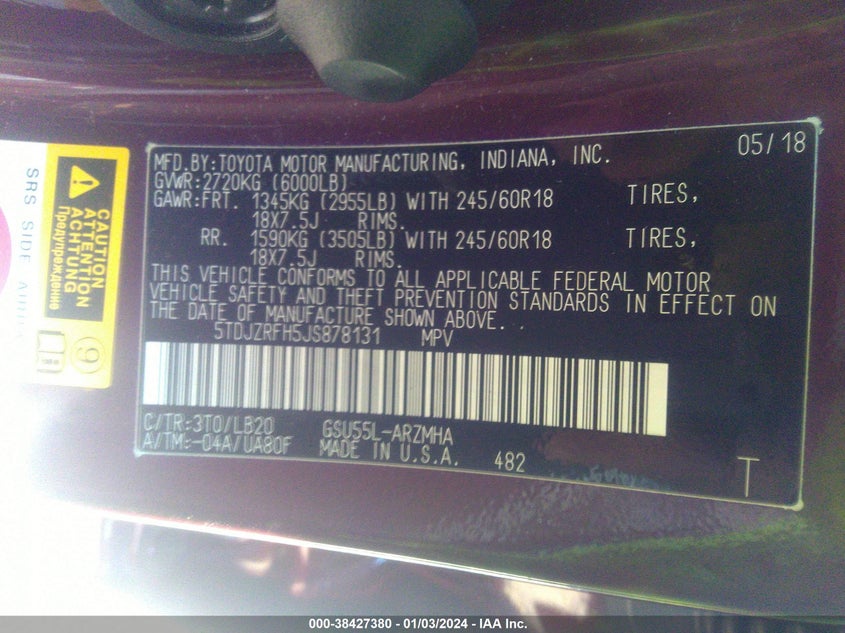 MFD.BY:TOYOTA MOTOR MANUFACTURING, INDIANA, INC. 05/18
GVWR:2720KG (6000LB)
GAWR:FRT. 1345KG (2955LB) WITH 245/60R18 TIRES,
18X7.5J RIMS.
RR. 1590KG (3505LB) WITH 245/60R18 TIRES,
18X7.5J RIMS.
THIS VEHICLE CONFORMS TO ALL APPLICABLE FEDERAL MOTOR
VEHICLE SAFETY AND THEFT PREVENTION STANDARDS IN EFFECT ON
THE DATE OF MANUFACTURE SHOWN ABOVE.
5TDJZRFH5JS878131 MPV
C/TR:3T0/LB20 GSU55L-ARZMHA
A/TM:-04A/UA80F MADE IN U.S.A. 482
T
SRS SIDE AIRBAG
CAUTION
ATTENTION
ACHTUNG
Предупреждение
9
000-38427380 - 01/03/2024 - IAA Inc.